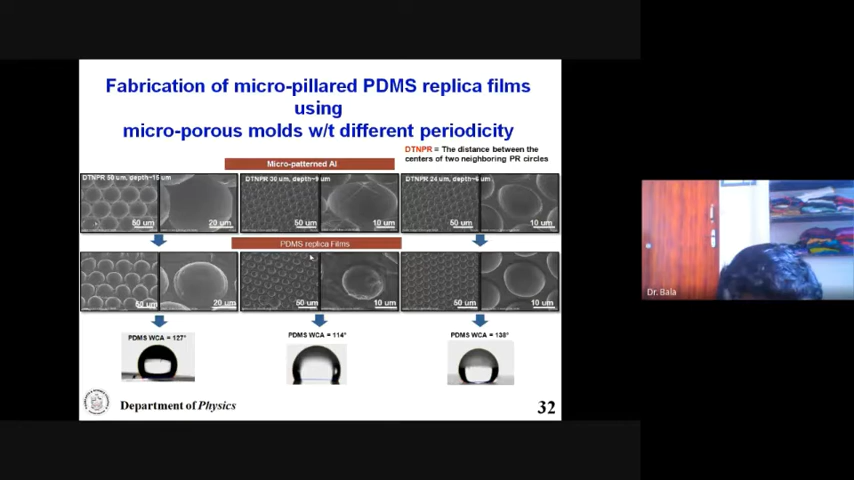 Fabrication of micro-pillared PDMS replica films
using
micro-porous molds w/t different periodicity
DTNPR = The distance between the
centers of two neighboring PR circles
Micro-patterned Al
DTNPR 50 um, depth~15 um
DTNPR 30 um, depth~9 um
DTNPR 24 um, depth~6 um
50 um
20 um
50 um
10 um
50 um
10 um
PDMS replica Films
50 um
20 um
50 um
10 um
50 um
10 um
PDMS WCA = 127°
PDMS WCA = 114°
PDMS WCA = 138°
Department of Physics
32
Dr. Bala